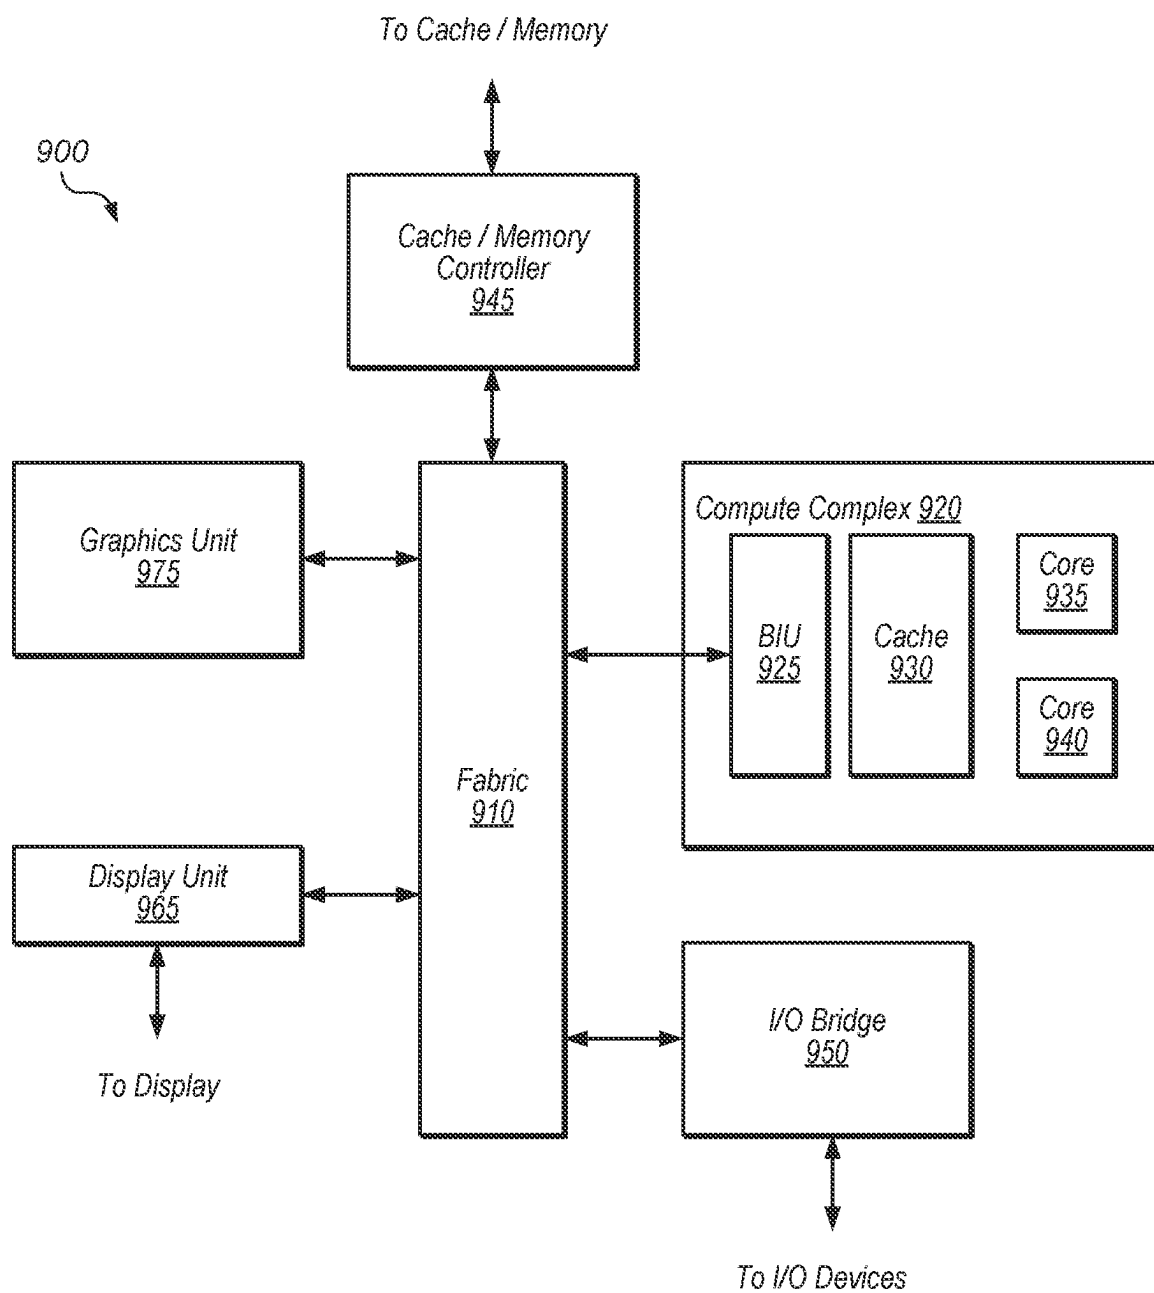 To Cache / Memory
900
Cache / Memory
Controller
945
Graphics Unit
975
Compute Complex 920
BIU
925
Cache
930
Core
935
Core
940
Fabric
910
Display Unit
965
To Display
I/O Bridge
950
To I/O Devices